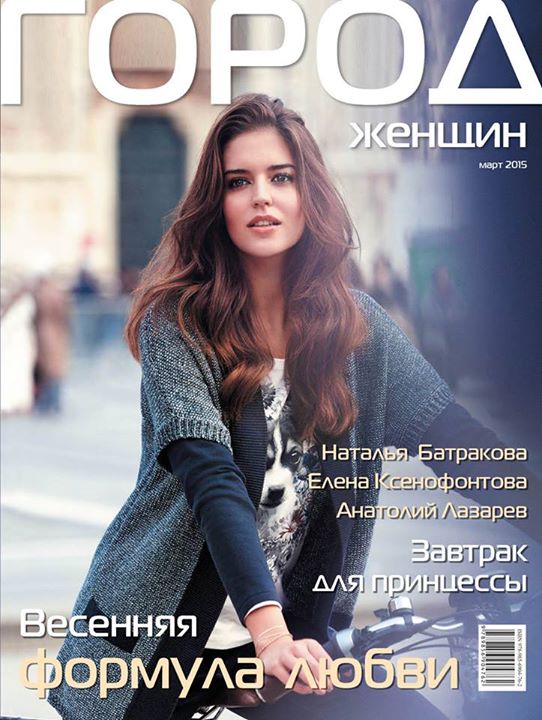 ГОРОД
женщин
март 2015
Наталья Батракова
Елена Ксенофонтова
Анатолий Лазарев
Завтрак
для принцессы
Весенняя
формула любви